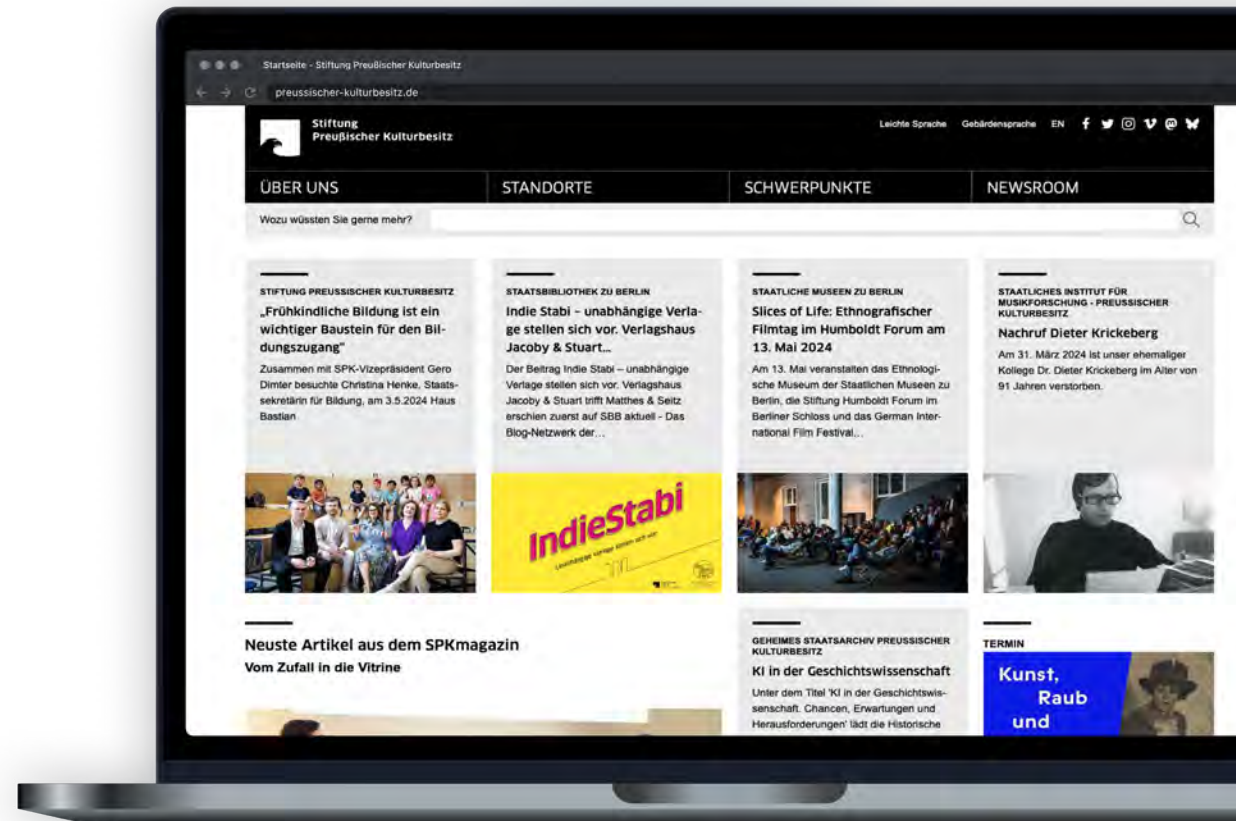 Startseite - Stiftung Preußischer Kulturbesitz
preussischer-kulturbesitz.de
Stiftung
Preußischer Kulturbesitz
Leichte Sprache Gebärdensprache EN
ÜBER UNS STANDORTE SCHWERPUNKTE NEWSROOM
Wozu wüssten Sie gerne mehr?
STIFTUNG PREUSSISCHER KULTURBESITZ
„Frühkindliche Bildung ist ein
wichtiger Baustein für den Bil-
dungszugang"
Zusammen mit SPK-Vizepräsident Gero
Dimter besuchte Christina Henke, Staats-
sekretärin für Bildung, am 3.5.2024 Haus
Bastian
STAATSBIBLIOTHEK ZU BERLIN
Indie Stabi – unabhängige Verla-
ge stellen sich vor. Verlagshaus
Jacoby & Stuart...
Der Beitrag Indie Stabi – unabhängige
Verlage stellen sich vor. Verlagshaus
Jacoby & Stuart trifft Matthes & Seitz
erschien zuerst auf SBB aktuell - Das
Blog-Netzwerk der…
IndieStabi
STAATLICHE MUSEEN ZU BERLIN
Slices of Life: Ethnografischer
Filmtag im Humboldt Forum am
13. Mai 2024
Am 13. Mai veranstalten das Ethnologi-
sche Museum der Staatlichen Museen zu
Berlin, die Stiftung Humboldt Forum im
Berliner Schloss und das German Inter-
national Film Festival…
STAATLICHES INSTITUT FÜR
MUSIKFORSCHUNG - PREUSSISCHER
KULTURBESITZ
Nachruf Dieter Krickeberg
Am 31. März 2024 ist unser ehemaliger
Kollege Dr. Dieter Krickeberg im Alter von
91 Jahren verstorben.
Neuste Artikel aus dem SPKmagazin
Vom Zufall in die Vitrine
GEHEIMES STAATSARCHIV PREUSSISCHER
KULTURBESITZ
KI in der Geschichtswissenschaft
Unter dem Titel 'KI in der Geschichtswis-
senschaft. Chancen, Erwartungen und
Herausforderungen' lädt die Historische
TERMIN
Kunst,
Raub
und